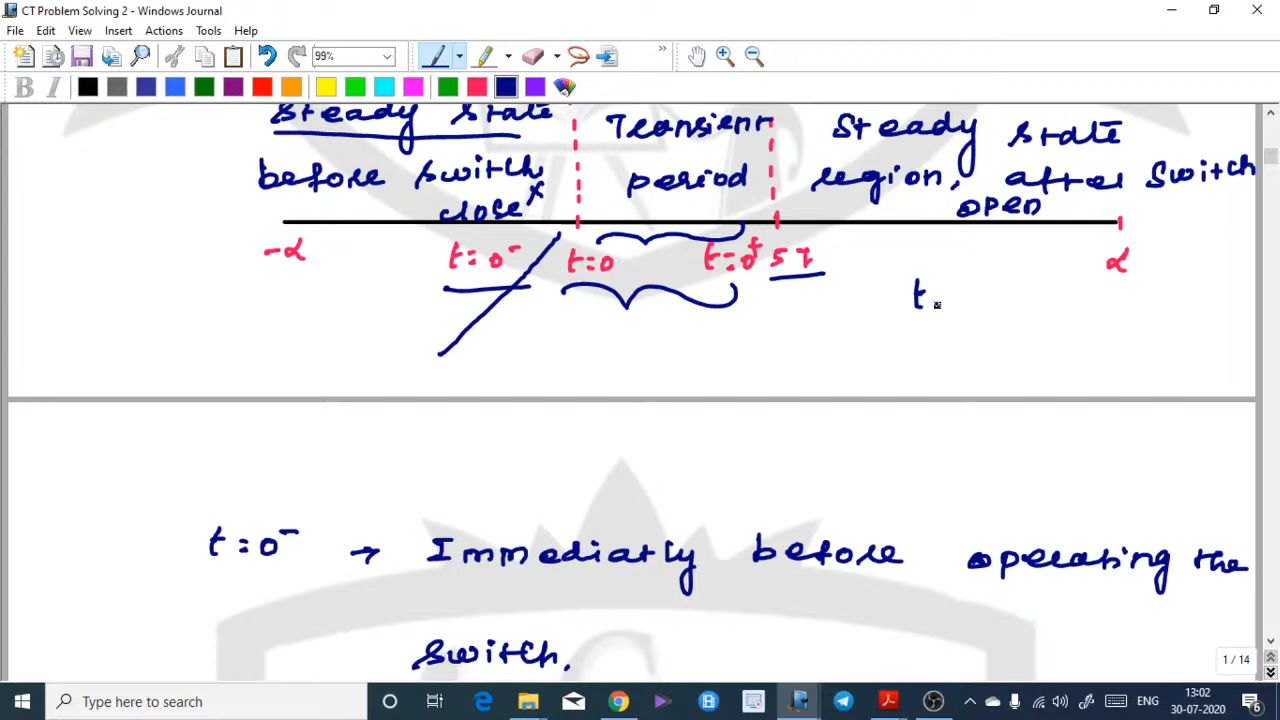 CT Problem Solving 2 - Windows Journal
File Edit View Insert Actions Tools Help
99%
B I
Steady state Transient Steady state
before switch period region, after switch
close open
-α t=0⁻ t=0 t=0⁺ 5τ α
t
t=0⁻ → Immediatly before operating the
switch.
1 / 14
Type here to search
ENG
13:02
30-07-2020
6